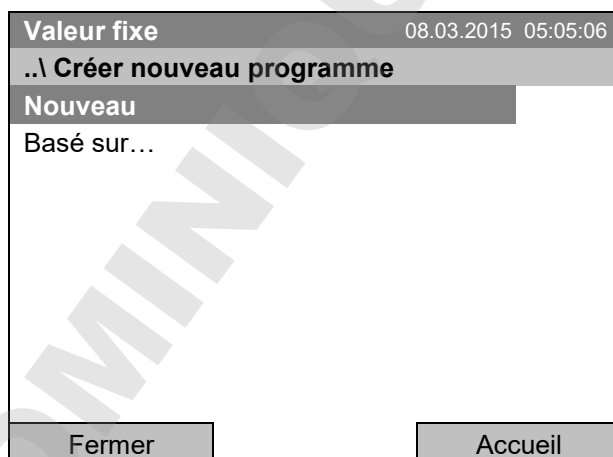 Valeur fixe 08.03.2015 05:05:06
..\ Créer nouveau programme
Nouveau
Basé sur…
Fermer Accueil